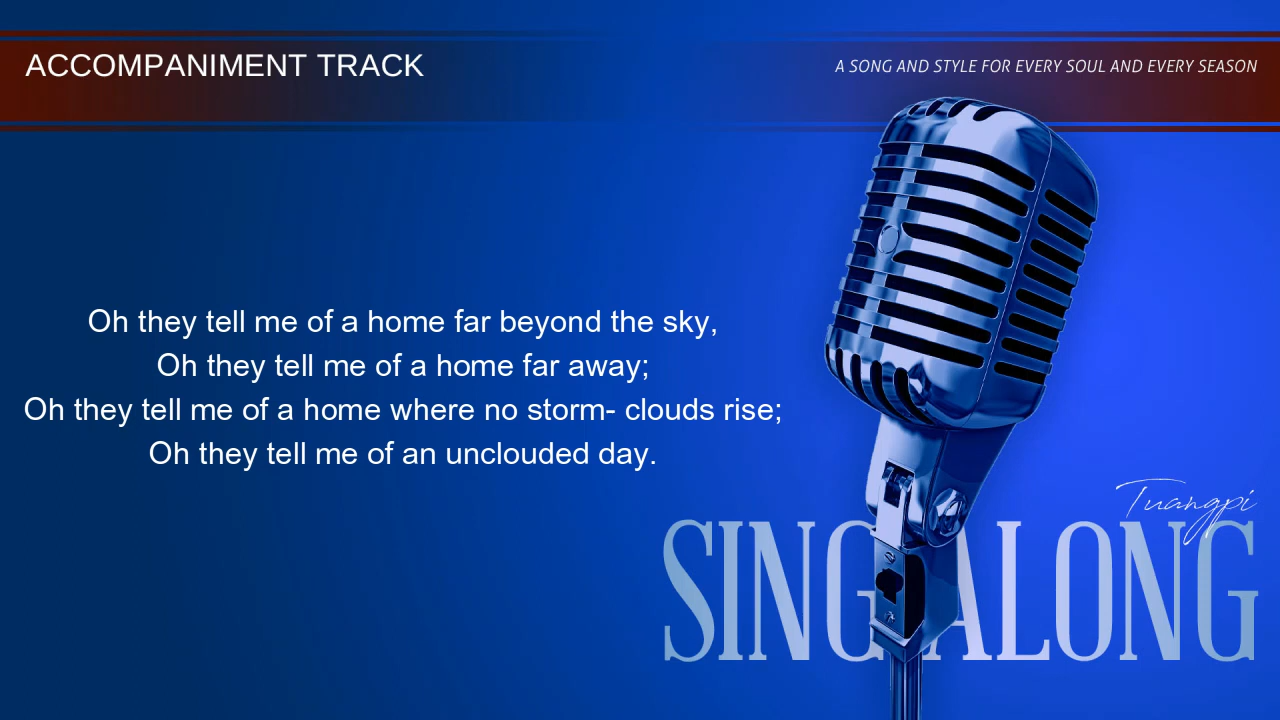 ACCOMPANIMENT TRACK
A SONG AND STYLE FOR EVERY SOUL AND EVERY SEASON
Oh they tell me of a home far beyond the sky,
Oh they tell me of a home far away;
Oh they tell me of a home where no storm- clouds rise;
Oh they tell me of an unclouded day.
Tuangpi
SING ALONG